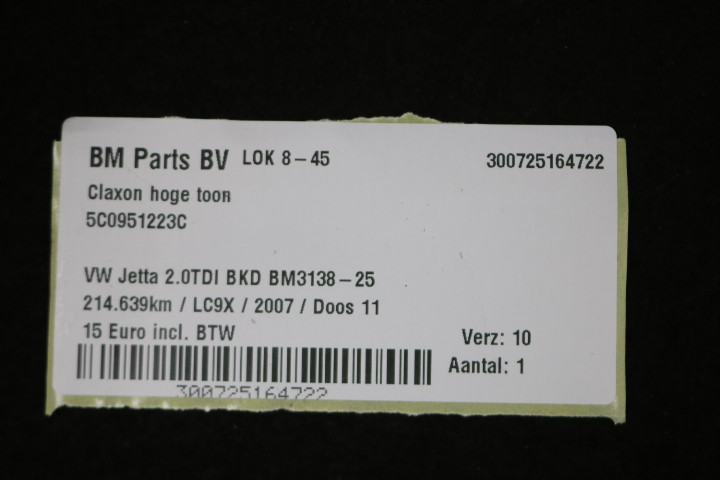 BM Parts BV LOK 8-45 300725164722
Claxon hoge toon
5C0951223C
VW Jetta 2.0TDI BKD BM3138-25
214.639km / LC9X / 2007 / Doos 11
15 Euro incl. BTW Verz: 10
Aantal: 1
300725164722